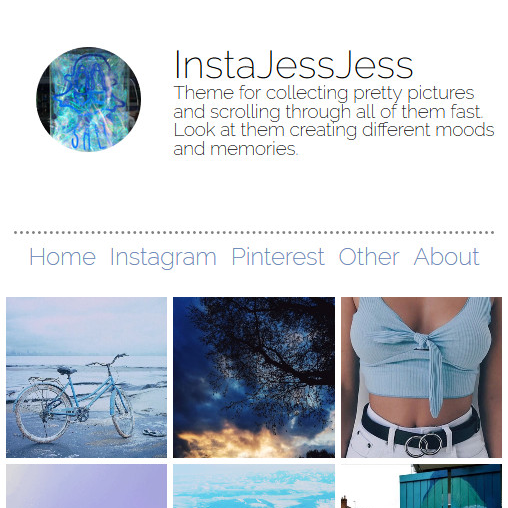 InstaJessJess
Theme for collecting pretty pictures
and scrolling through all of them fast.
Look at them creating different moods
and memories.
Home Instagram Pinterest Other About